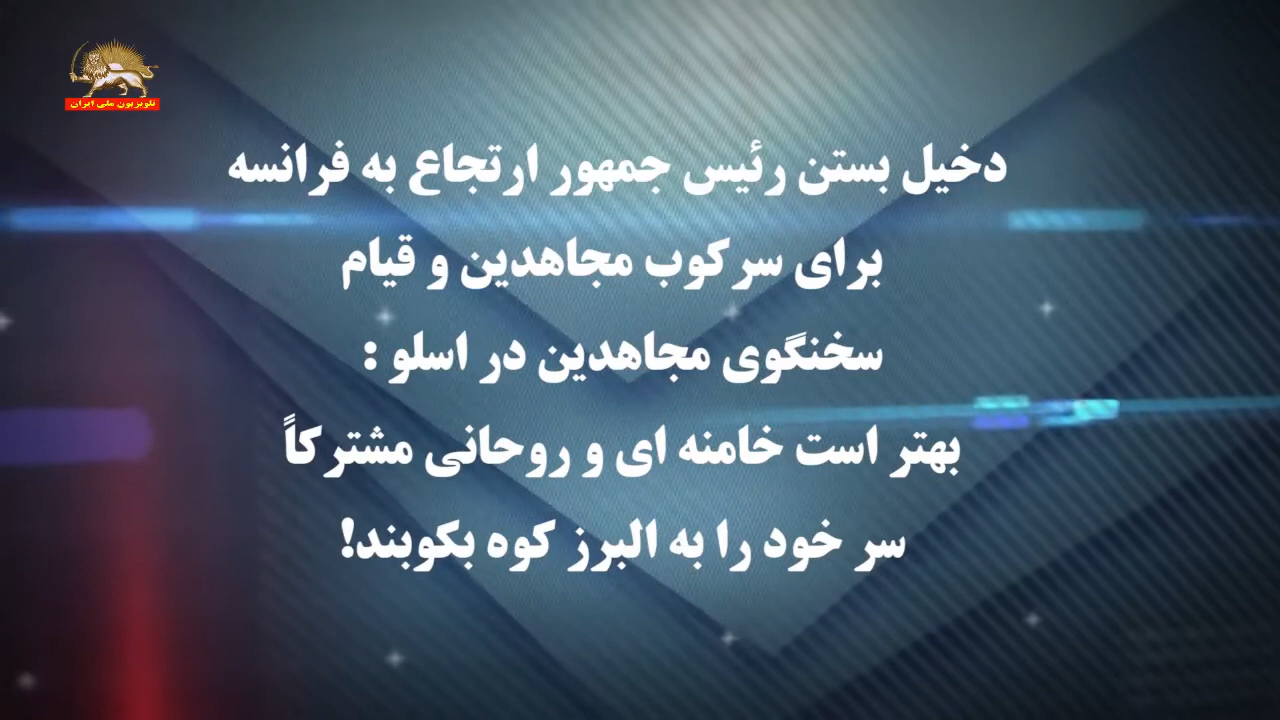 تلویزیون ملی ایران
دخیل بستن رئیس جمهور ارتجاع به فرانسه
برای سرکوب مجاهدین و قیام
سخنگوی مجاهدین در اسلو :
بهتر است خامنه ای و روحانی مشترکاً
سر خود را به البرز کوه بکوبند!